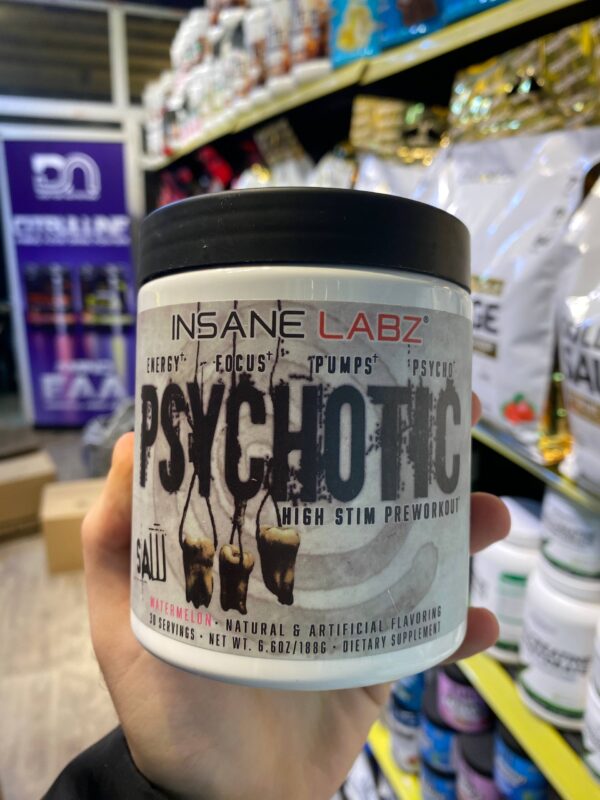 INSANE LABZ®
ENERGY+ FOCUS+ PUMPS+ PSYCHO+
PSYCHOTIC
HIGH STIM PREWORKOUT
SAW
WATERMELON • NATURAL & ARTIFICIAL FLAVORING
30 SERVINGS • NET WT. 6.6OZ/188G • DIETARY SUPPLEMENT
CITRULLINE
EAA